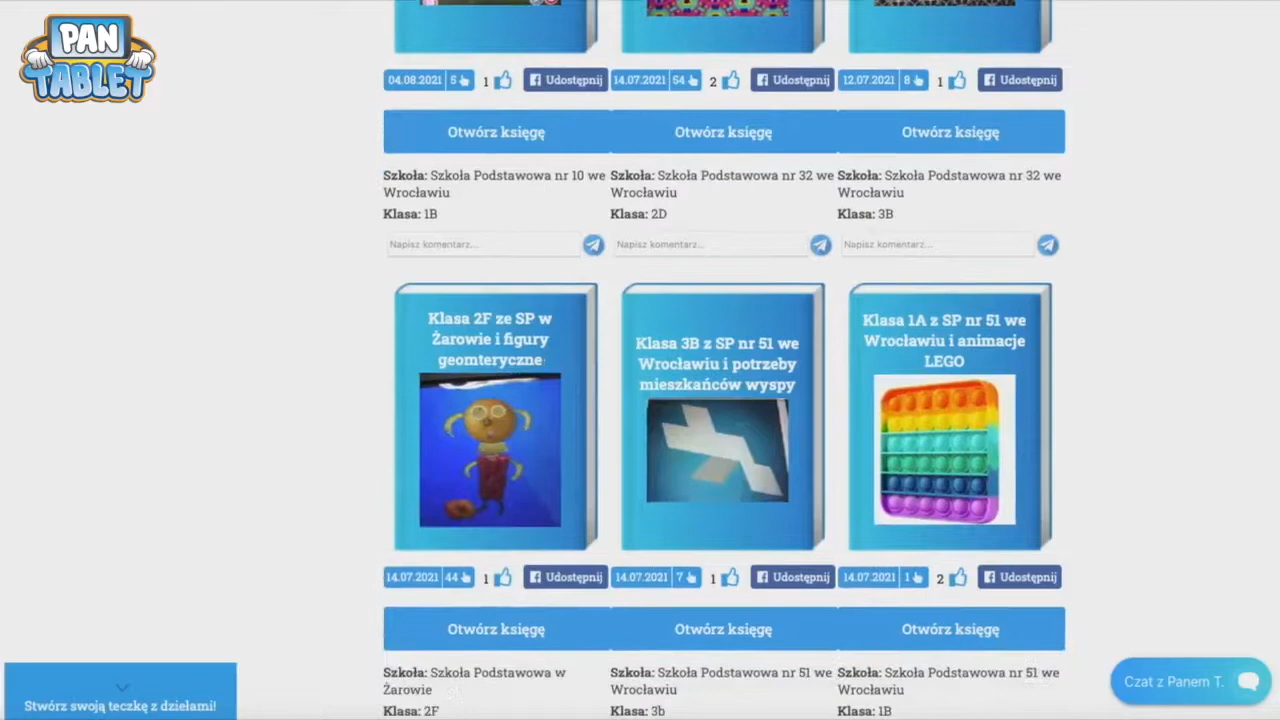 PAN
TABLET
04.08.2021 5 1 Udostępnij
14.07.2021 54 2 Udostępnij
12.07.2021 8 1 Udostępnij
Otwórz księgę
Otwórz księgę
Otwórz księgę
Szkoła: Szkoła Podstawowa nr 10 we
Wrocławiu
Klasa: 1B
Szkoła: Szkoła Podstawowa nr 32 we
Wrocławiu
Klasa: 2D
Szkoła: Szkoła Podstawowa nr 32 we
Wrocławiu
Klasa: 3B
Napisz komentarz...
Napisz komentarz...
Napisz komentarz...
Klasa 2F ze SP w
Żarowie i figury
geomteryczne
Klasa 3B z SP nr 51 we
Wrocławiu i potrzeby
mieszkańców wyspy
Klasa 1A z SP nr 51 we
Wrocławiu i animacje
LEGO
14.07.2021 44 1 Udostępnij
14.07.2021 7 1 Udostępnij
14.07.2021 1 2 Udostępnij
Otwórz księgę
Otwórz księgę
Otwórz księgę
Szkoła: Szkoła Podstawowa w
Żarowie
Klasa: 2F
Szkoła: Szkoła Podstawowa nr 51 we
Wrocławiu
Klasa: 3b
Szkoła: Szkoła Podstawowa nr 51 we
Wrocławiu
Klasa: 1B
Stwórz swoją teczkę z dziełami!
Czat z Panem T.